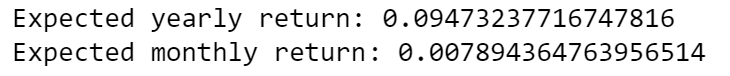 Expected yearly return: 0.09473237716747816
Expected monthly return: 0.007894364763956514